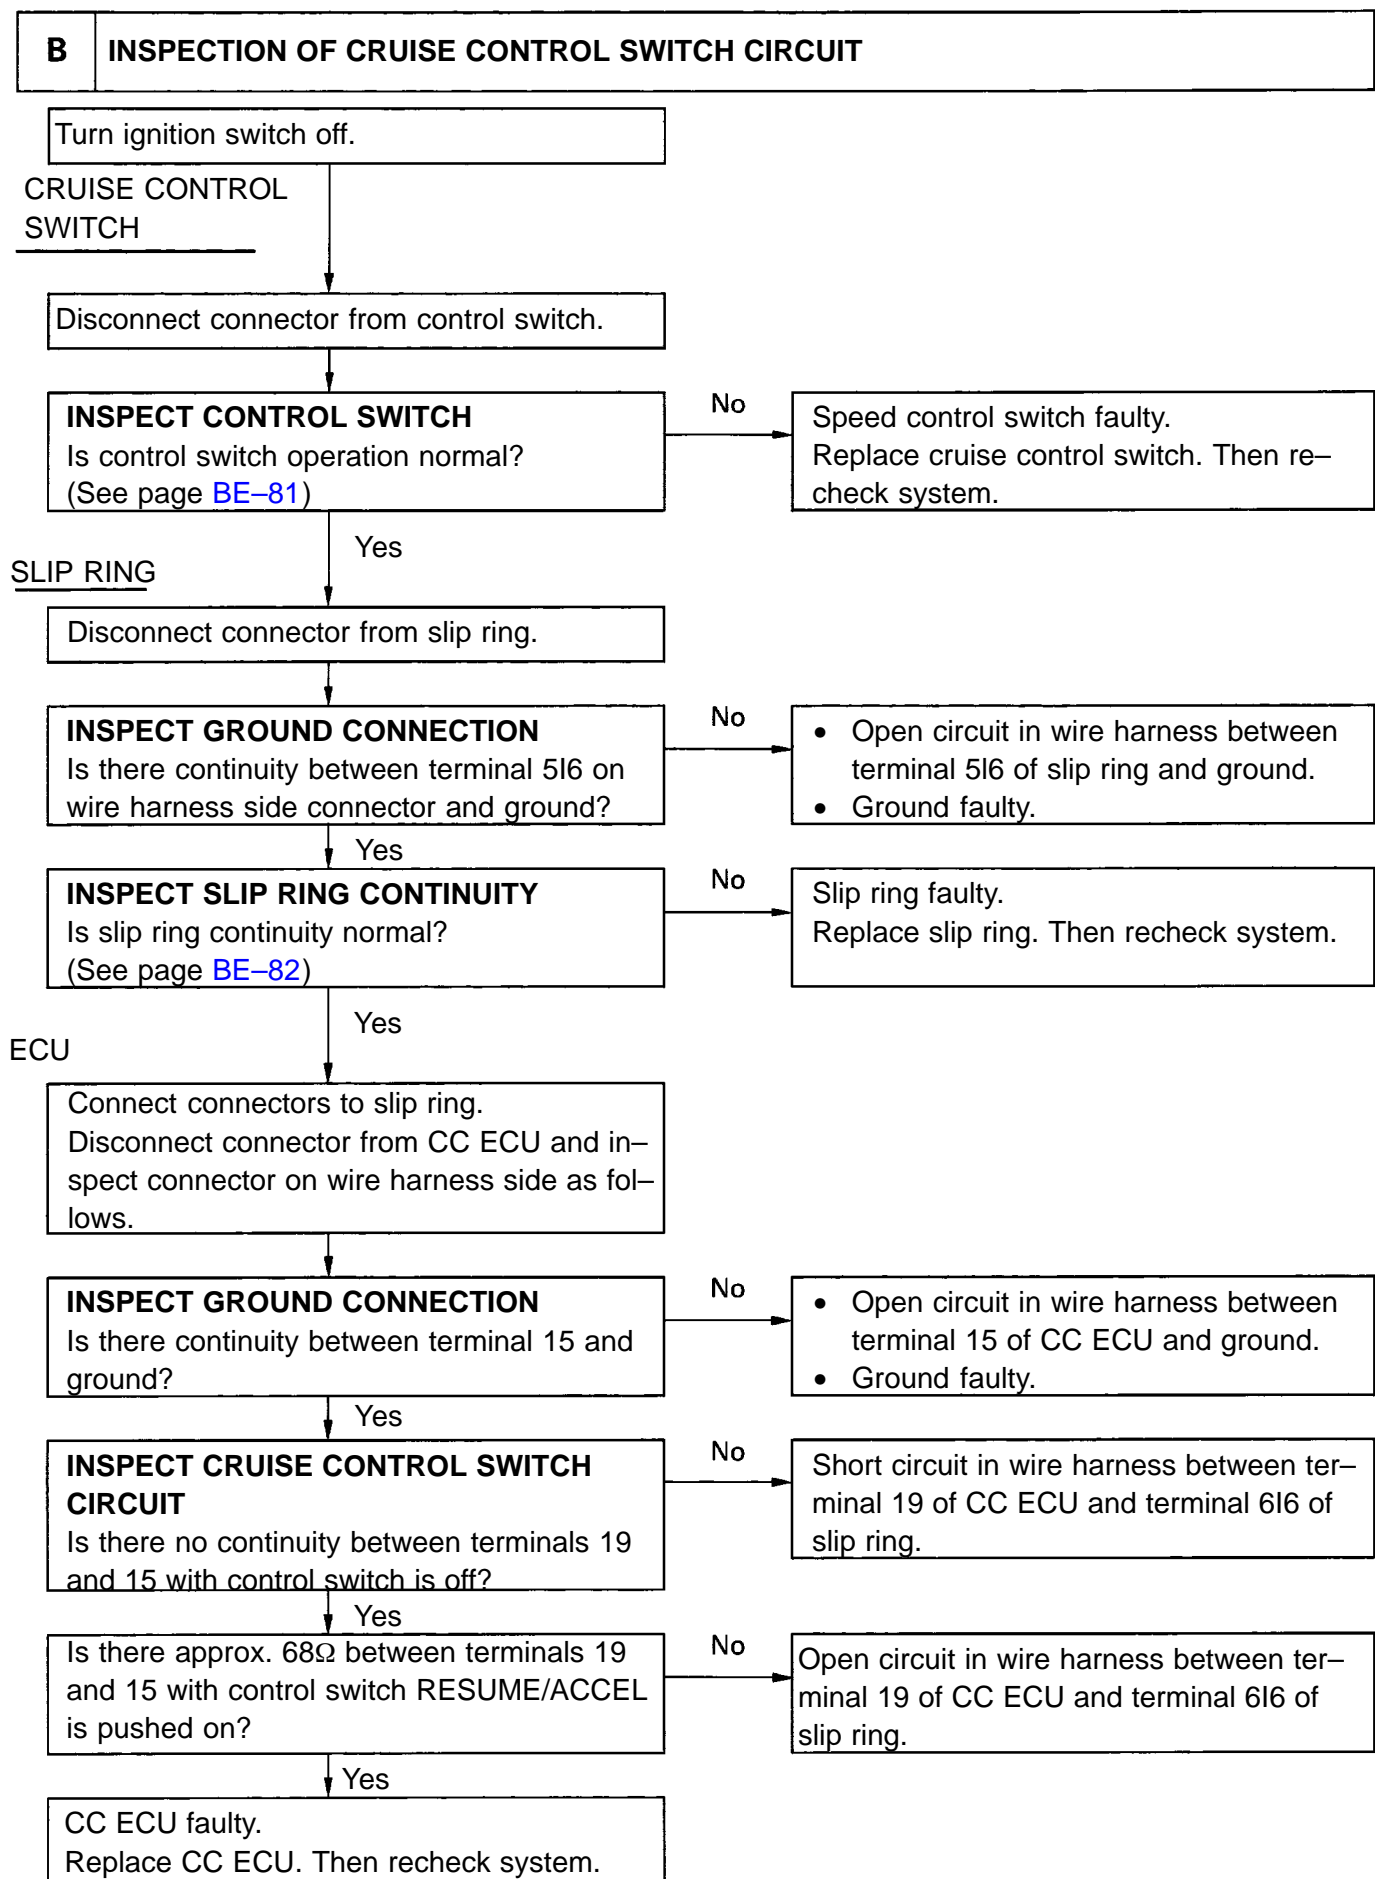 B INSPECTION OF CRUISE CONTROL SWITCH CIRCUIT
Turn ignition switch off.
CRUISE CONTROL
SWITCH
Disconnect connector from control switch.
INSPECT CONTROL SWITCH
Is control switch operation normal?
(See page BE–81)
No
Speed control switch faulty.
Replace cruise control switch. Then re–
check system.
Yes
SLIP RING
Disconnect connector from slip ring.
INSPECT GROUND CONNECTION
Is there continuity between terminal 5I6 on
wire harness side connector and ground?
No
• Open circuit in wire harness between
terminal 5I6 of slip ring and ground.
• Ground faulty.
Yes
INSPECT SLIP RING CONTINUITY
Is slip ring continuity normal?
(See page BE–82)
No
Slip ring faulty.
Replace slip ring. Then recheck system.
Yes
ECU
Connect connectors to slip ring.
Disconnect connector from CC ECU and in–
spect connector on wire harness side as fol–
lows.
INSPECT GROUND CONNECTION
Is there continuity between terminal 15 and
ground?
No
• Open circuit in wire harness between
terminal 15 of CC ECU and ground.
• Ground faulty.
Yes
INSPECT CRUISE CONTROL SWITCH
CIRCUIT
Is there no continuity between terminals 19
and 15 with control switch is off?
No
Short circuit in wire harness between ter–
minal 19 of CC ECU and terminal 6I6 of
slip ring.
Yes
Is there approx. 68Ω between terminals 19
and 15 with control switch RESUME/ACCEL
is pushed on?
No
Open circuit in wire harness between ter–
minal 19 of CC ECU and terminal 6I6 of
slip ring.
Yes
CC ECU faulty.
Replace CC ECU. Then recheck system.